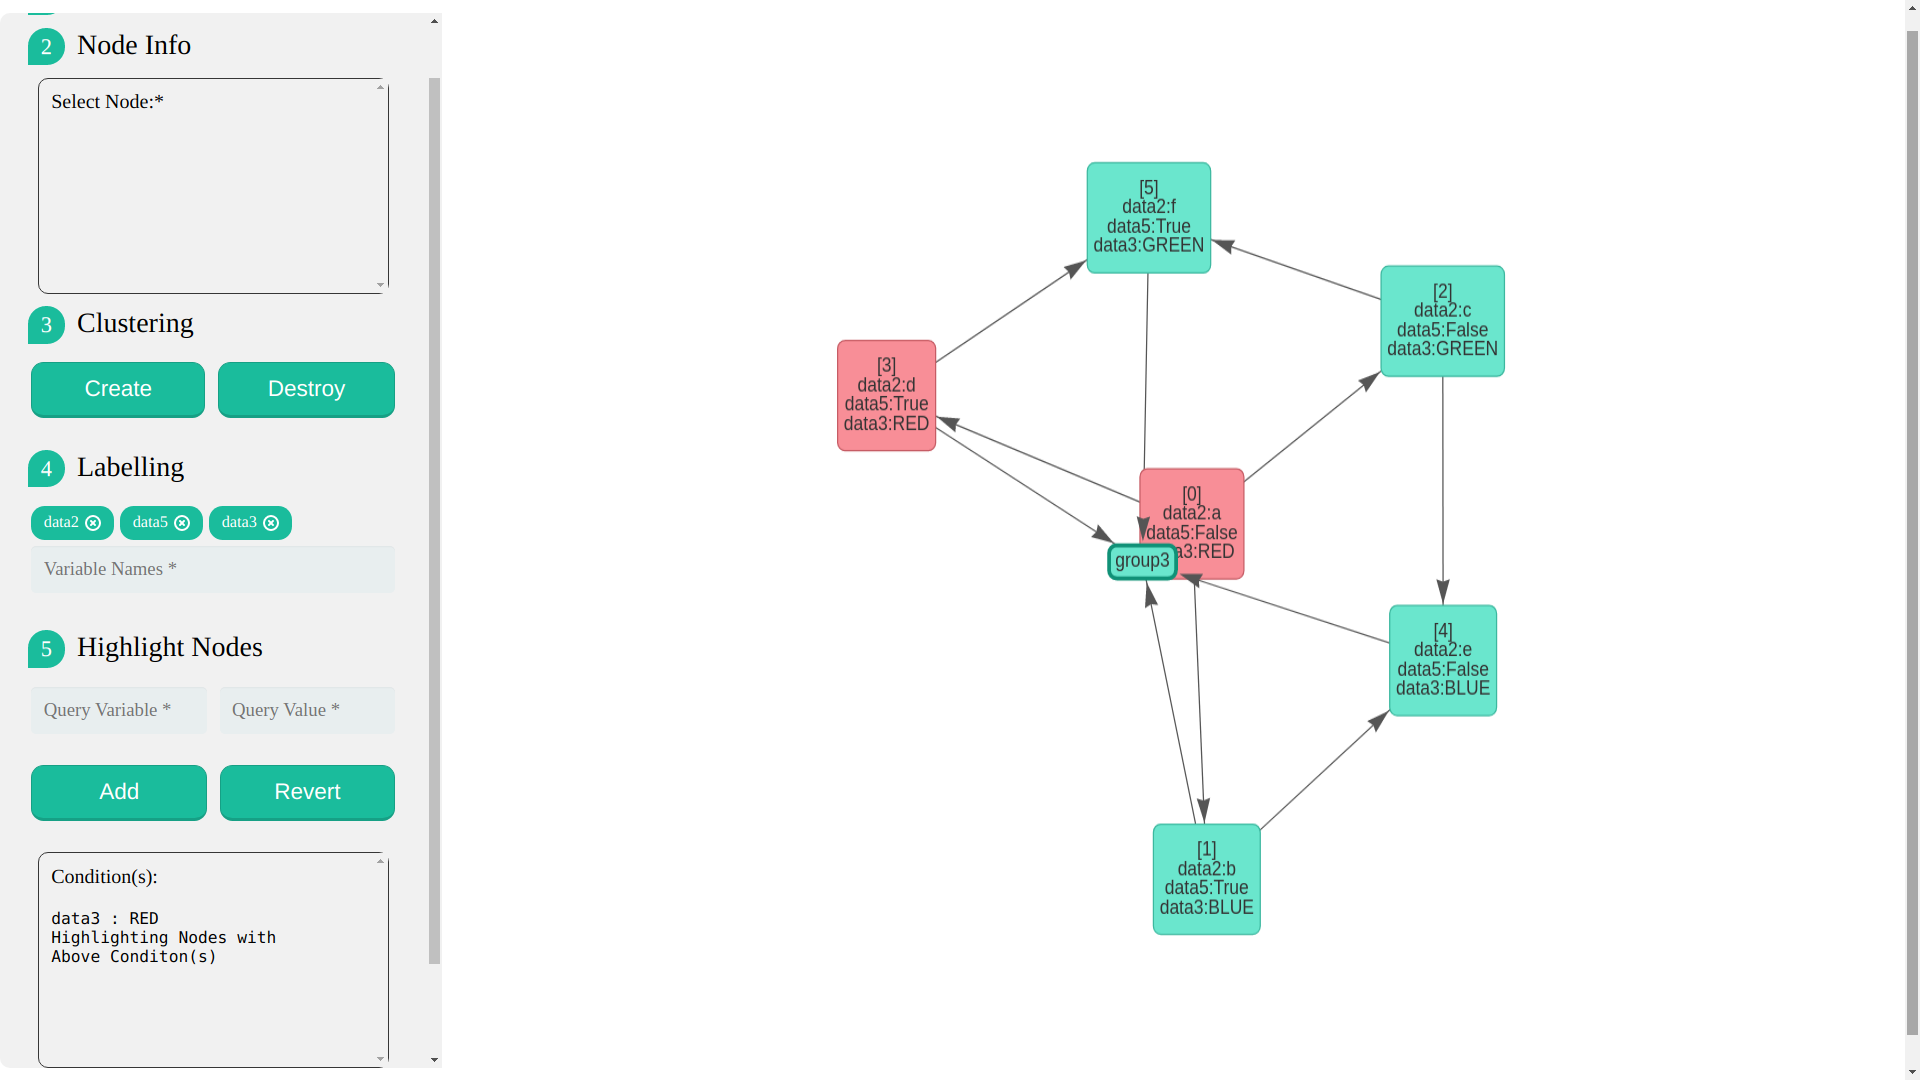 2 Node Info
Select Node:*
3 Clustering
Create Destroy
4 Labelling
data2 data5 data3
Variable Names *
5 Highlight Nodes
Query Variable * Query Value *
Add Revert
Condition(s):
data3 : RED
Highlighting Nodes with
Above Conditon(s)
[5]
data2:f
data5:True
data3:GREEN
[2]
data2:c
data5:False
data3:GREEN
[3]
data2:d
data5:True
data3:RED
[0]
data2:a
data5:False
a3:RED
group3
[4]
data2:e
data5:False
data3:BLUE
[1]
data2:b
data5:True
data3:BLUE